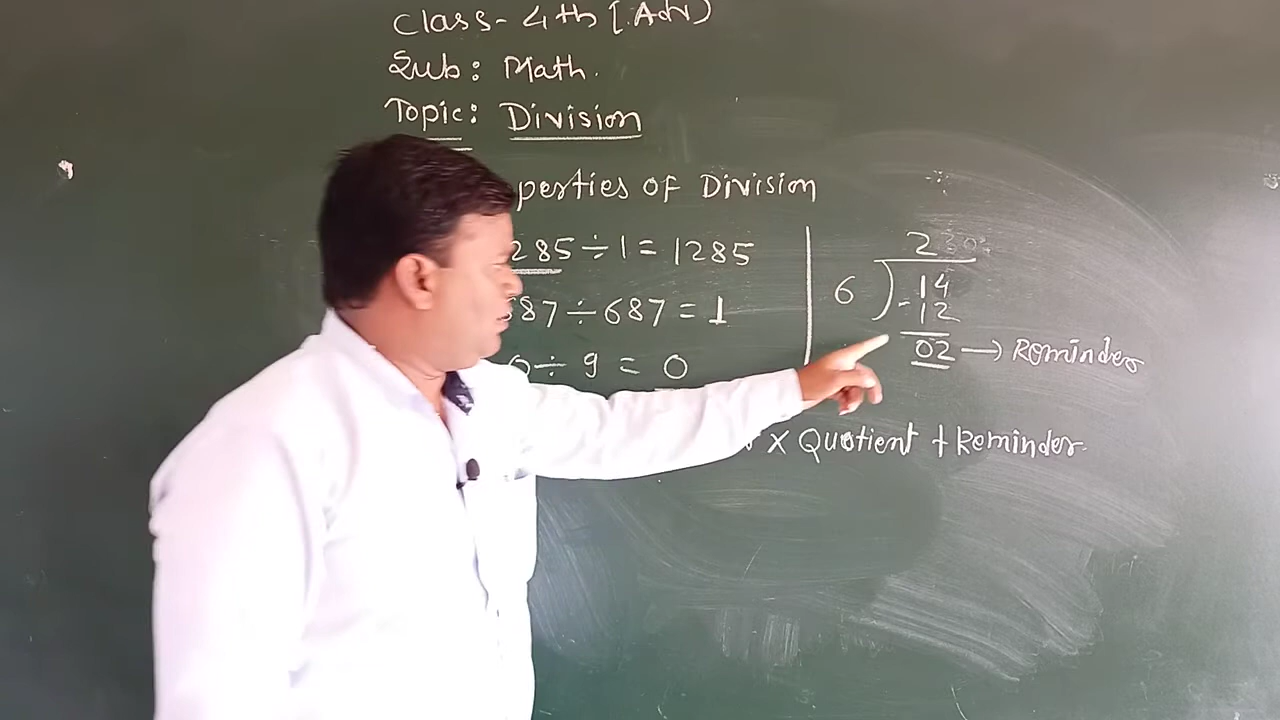 Class- 4th [Adv)
Sub: Math.
Topic: Division
perties of Division
285 ÷ 1 = 1285
87 ÷ 687 = 1
0 ÷ 9 = 0
2
6 ) 14
-12
02 → Reminder
x Quotient + Reminder.